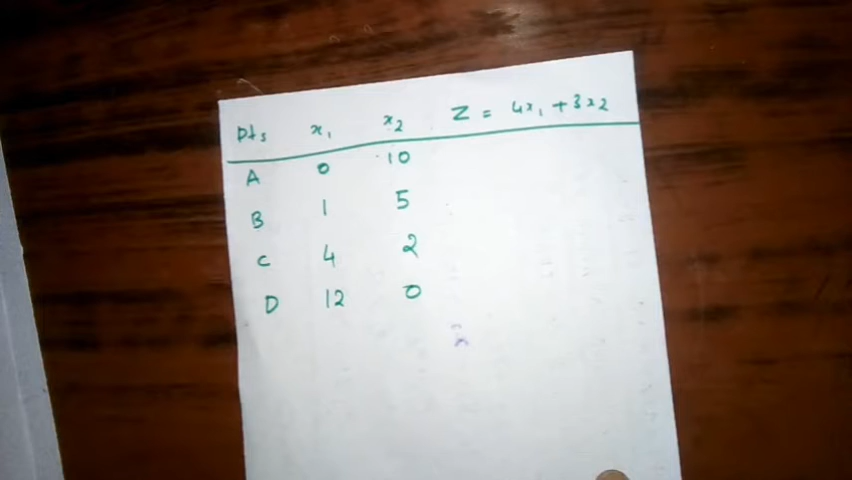 Pts x₁ x₂ Z = 4x₁ + 3x₂
A 0 10
B 1 5
C 4 2
D 12 0